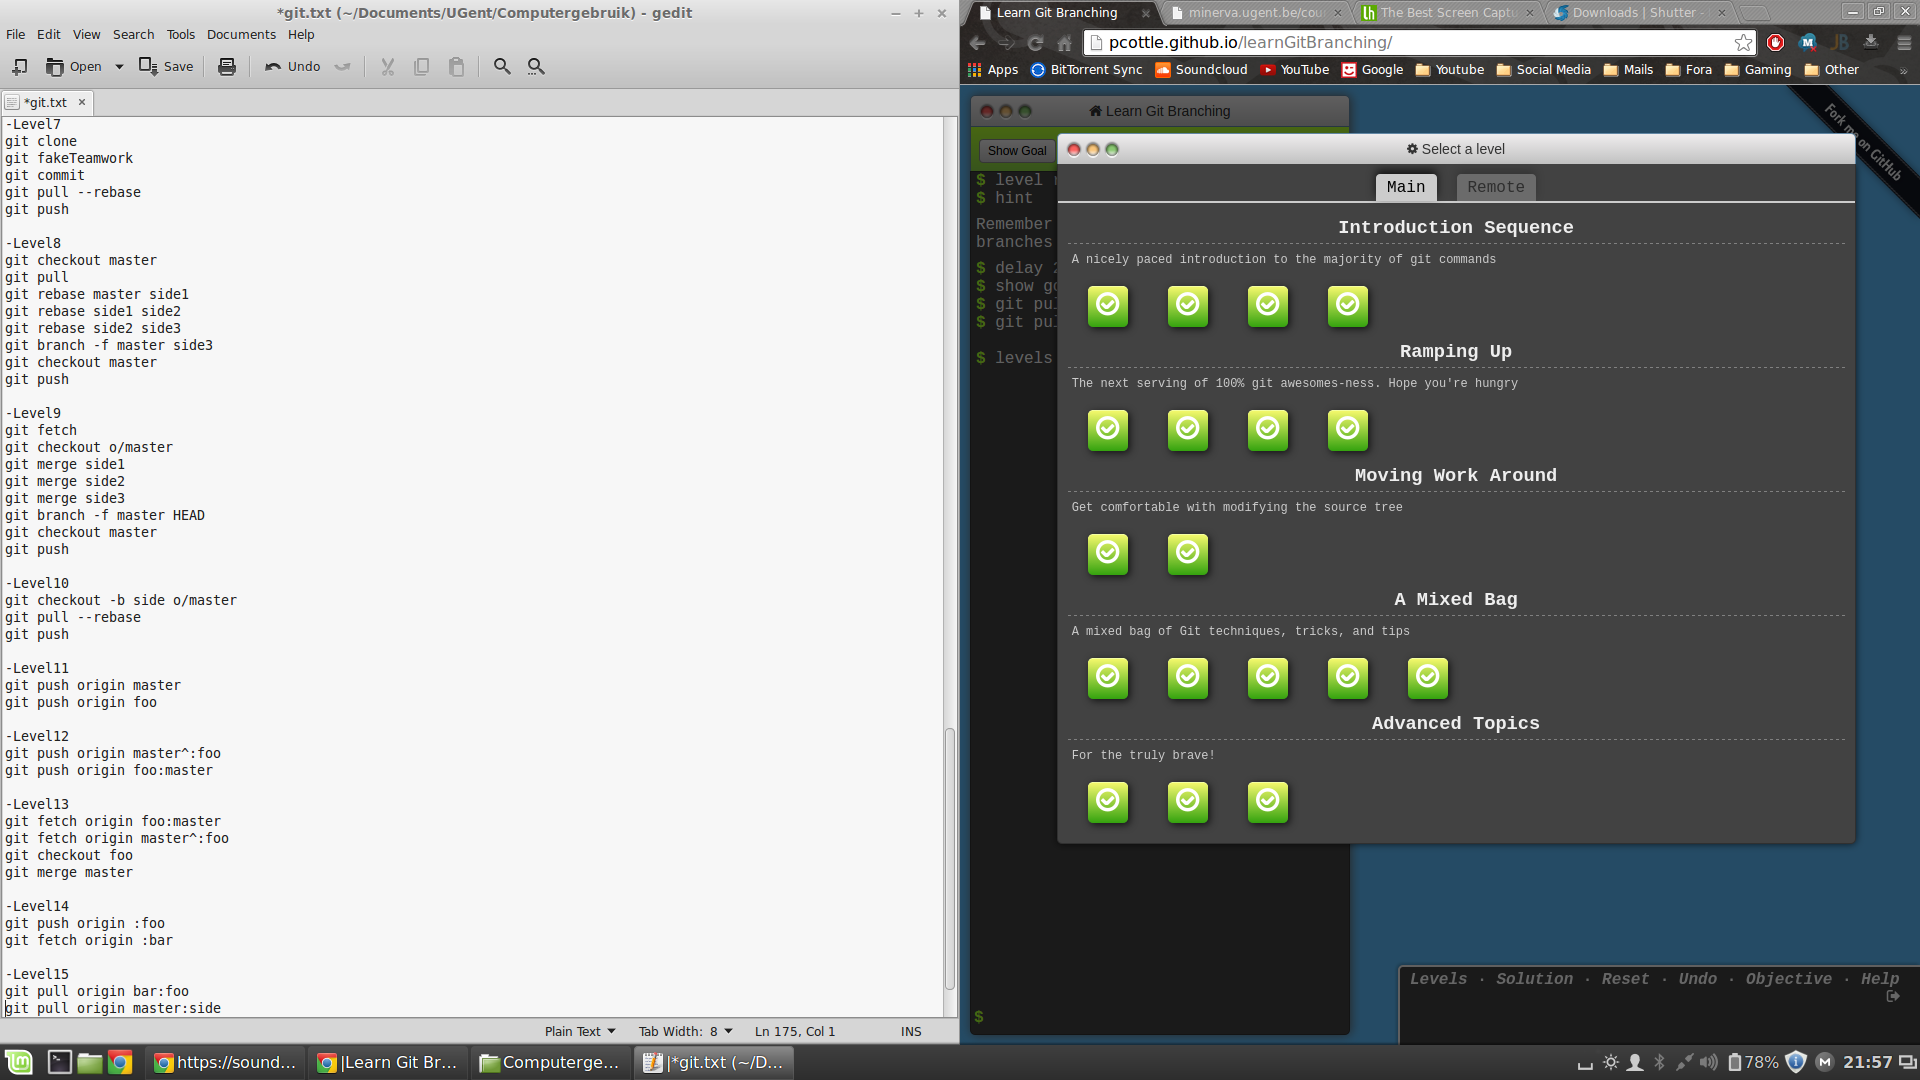 *git.txt (~/Documents/UGent/Computergebruik) - gedit
File Edit View Search Tools Documents Help
Open Save Undo
*git.txt
-Level7
git clone
git fakeTeamwork
git commit
git pull --rebase
git push
-Level8
git checkout master
git pull
git rebase master side1
git rebase side1 side2
git rebase side2 side3
git branch -f master side3
git checkout master
git push
-Level9
git fetch
git checkout o/master
git merge side1
git merge side2
git merge side3
git branch -f master HEAD
git checkout master
git push
-Level10
git checkout -b side o/master
git pull --rebase
git push
-Level11
git push origin master
git push origin foo
-Level12
git push origin master^:foo
git push origin foo:master
-Level13
git fetch origin foo:master
git fetch origin master^:foo
git checkout foo
git merge master
-Level14
git push origin :foo
git fetch origin :bar
-Level15
git pull origin bar:foo
git pull origin master:side
Plain Text Tab Width: 8 Ln 175, Col 1 INS
Learn Git Branching minerva.ugent.be/cou The Best Screen Captu Downloads | Shutter -
pcottle.github.io/learnGitBranching/
Apps BitTorrent Sync Soundcloud YouTube Google Youtube Social Media Mails Fora Gaming Other »
Learn Git Branching
Show Goal
$ level
$ hint
Remember
branches
$ delay 2
$ show go
$ git pul
$ git pul
$ levels
$
Fork me on GitHub
Select a level
Main Remote
Introduction Sequence
A nicely paced introduction to the majority of git commands
Ramping Up
The next serving of 100% git awesomes-ness. Hope you're hungry
Moving Work Around
Get comfortable with modifying the source tree
A Mixed Bag
A mixed bag of Git techniques, tricks, and tips
Advanced Topics
For the truly brave!
Levels · Solution · Reset · Undo · Objective · Help
https://sound... |Learn Git Br... Computerge... |*git.txt (~/D... 78% 21:57